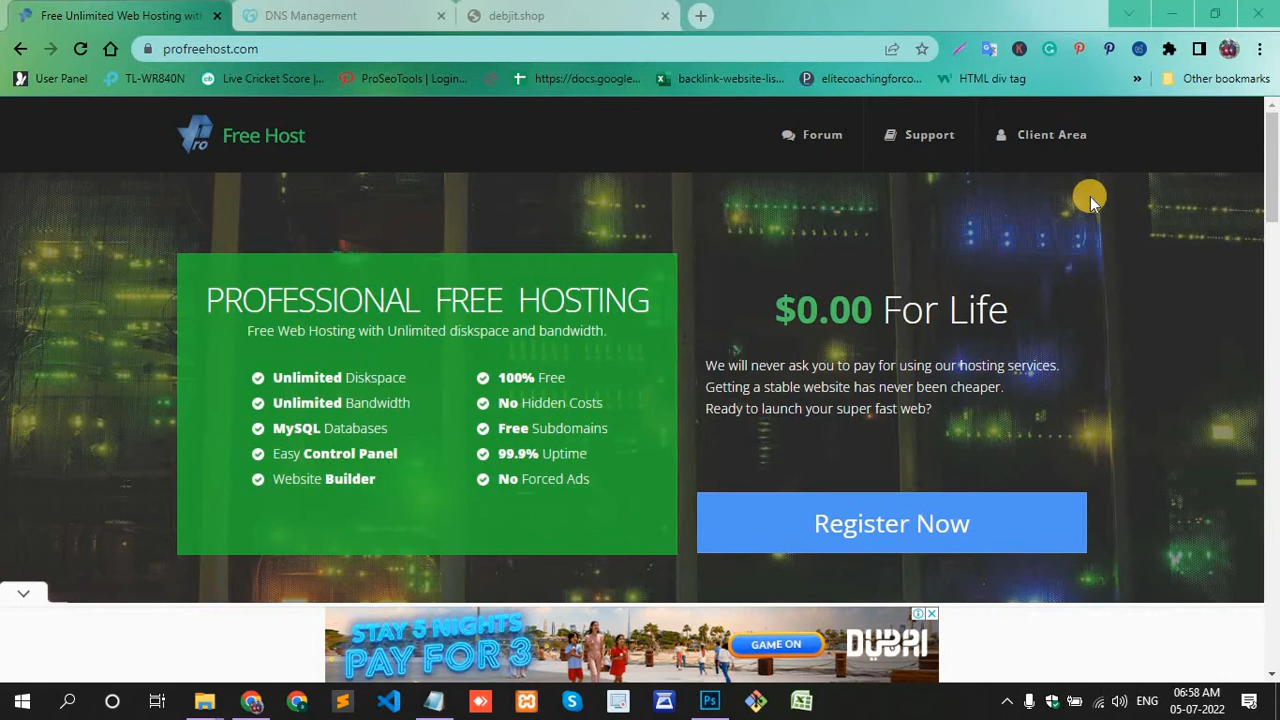 Free Unlimited Web Hosting with
DNS Management
debjit.shop
profreehost.com
User Panel
TL-WR840N
Live Cricket Score |...
ProSeoTools | Login...
https://docs.google...
backlink-website-lis...
elitecoachingforco...
HTML div tag
»
Other bookmarks
ro
Free Host
Forum
Support
Client Area
PROFESSIONAL FREE HOSTING
Free Web Hosting with Unlimited diskspace and bandwidth.
Unlimited Diskspace
Unlimited Bandwidth
MySQL Databases
Easy Control Panel
Website Builder
100% Free
No Hidden Costs
Free Subdomains
99.9% Uptime
No Forced Ads
$0.00 For Life
We will never ask you to pay for using our hosting services.
Getting a stable website has never been cheaper.
Ready to launch your super fast web?
Register Now
STAY 5 NIGHTS
PAY FOR 3
GAME ON
DUBAI
ENG
06:58 AM
05-07-2022